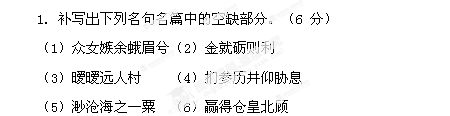 1. 补写出下列名句名篇中的空缺部分。（6 分）
（1）众女嫉余蛾眉兮（2）金就砺则利
（3）暧暧远人村 （4）扪参历井仰胁息
（5）渺沧海之一粟 （6）赢得仓皇北顾